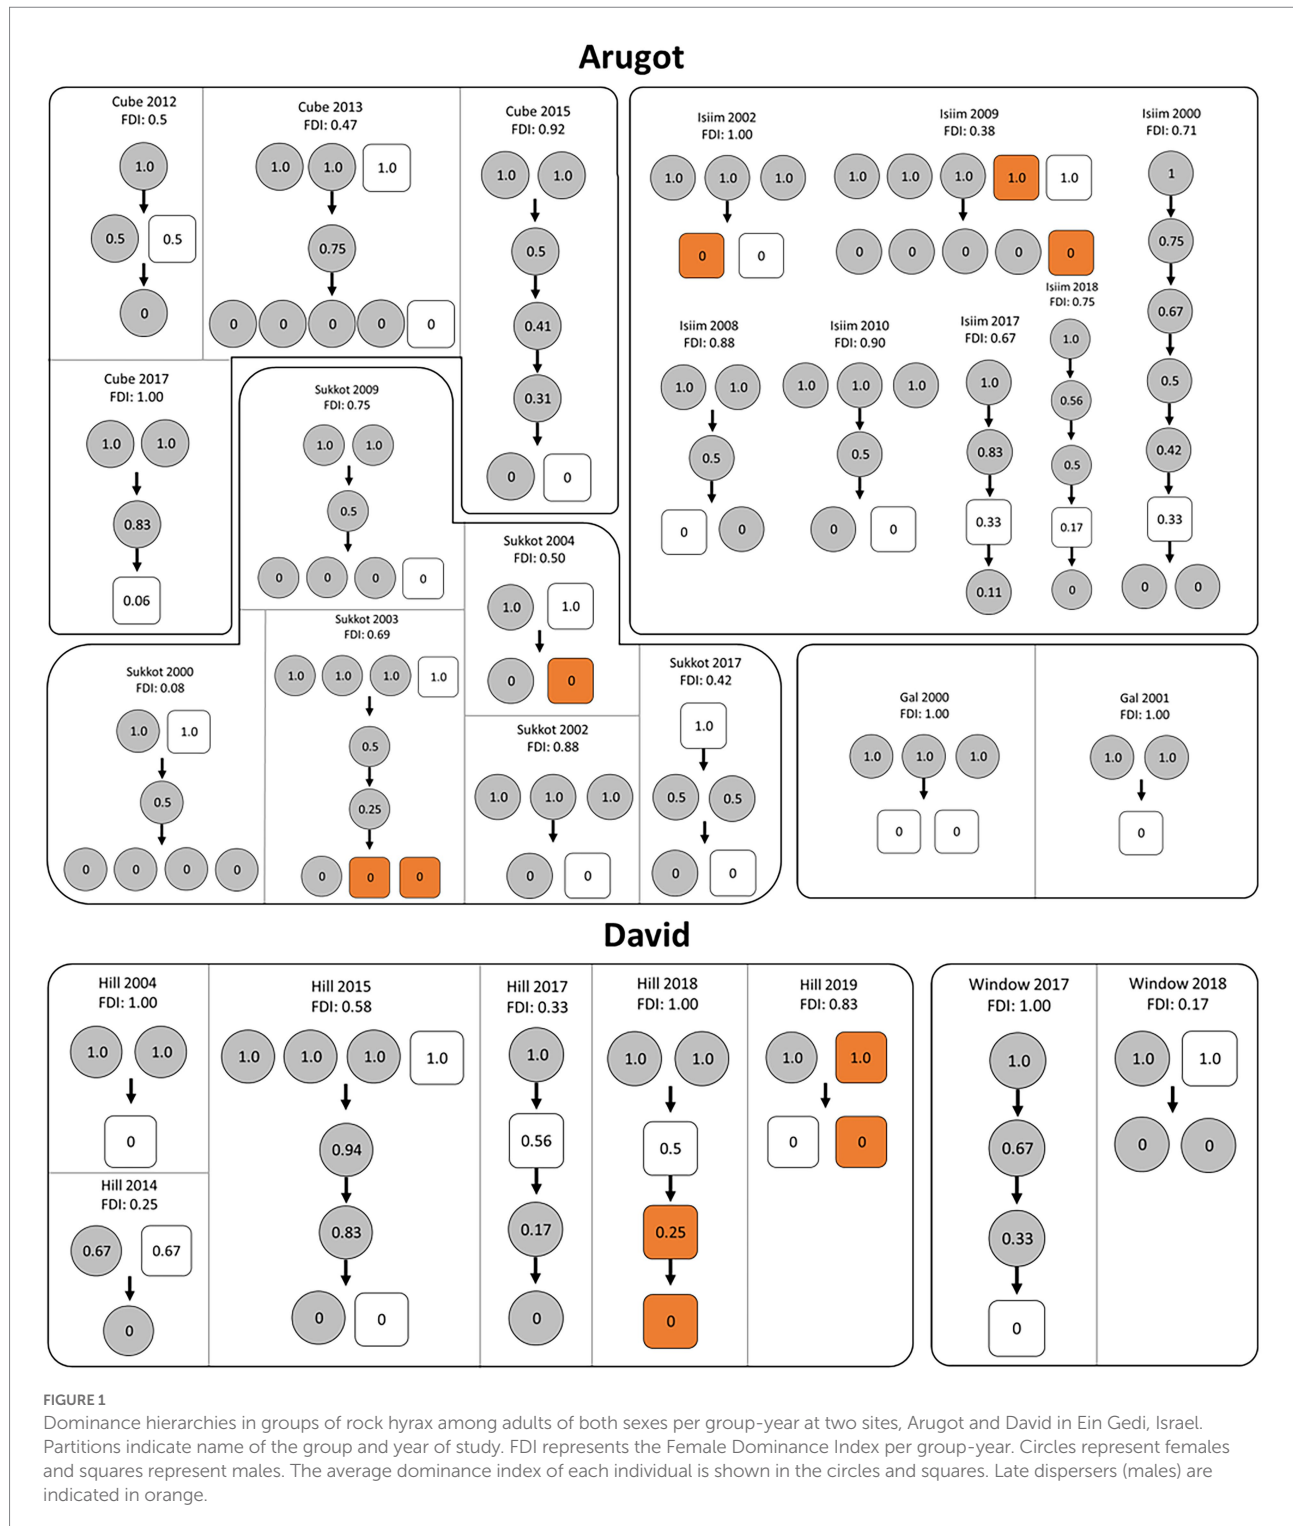 Arugot
Cube 2012
FDI: 0.5
1.0
0.5 0.5
0
Cube 2013
FDI: 0.47
1.0 1.0 1.0
0.75
0 0 0 0 0
Cube 2015
FDI: 0.92
1.0 1.0
0.5
0.41
0.31
0 0
Cube 2017
FDI: 1.00
1.0 1.0
0.83
0.06
Isiim 2002
FDI: 1.00
1.0 1.0 1.0
0 0
Isiim 2009
FDI: 0.38
1.0 1.0 1.0 1.0 1.0
0 0 0 0 0
Isiim 2000
FDI: 0.71
1
0.75
0.67
0.5
0.42
0.33
0 0
Isiim 2008
FDI: 0.88
1.0 1.0
0.5
0 0
Isiim 2010
FDI: 0.90
1.0 1.0 1.0
0.5
0 0
Isiim 2017
FDI: 0.67
1.0
0.83
0.33
0.11
Isiim 2018
FDI: 0.75
1.0
0.56
0.5
0.17
0
Sukkot 2009
FDI: 0.75
1.0 1.0
0.5
0 0 0 0
Sukkot 2004
FDI: 0.50
1.0 1.0
0 0
Sukkot 2000
FDI: 0.08
1.0 1.0
0.5
0 0 0 0
Sukkot 2003
FDI: 0.69
1.0 1.0 1.0 1.0
0.5
0.25
0 0 0
Sukkot 2002
FDI: 0.88
1.0 1.0 1.0
0 0
Sukkot 2017
FDI: 0.42
1.0
0.5 0.5
0 0
Gal 2000
FDI: 1.00
1.0 1.0 1.0
0 0
Gal 2001
FDI: 1.00
1.0 1.0
0
David
Hill 2004
FDI: 1.00
1.0 1.0
0
Hill 2014
FDI: 0.25
0.67 0.67
0
Hill 2015
FDI: 0.58
1.0 1.0 1.0 1.0
0.94
0.83
0 0
Hill 2017
FDI: 0.33
1.0
0.56
0.17
0
Hill 2018
FDI: 1.00
1.0 1.0
0.5
0.25
0
Hill 2019
FDI: 0.83
1.0 1.0
0 0
Window 2017
FDI: 1.00
1.0
0.67
0.33
0
Window 2018
FDI: 0.17
1.0 1.0
0 0
FIGURE 1
Dominance hierarchies in groups of rock hyrax among adults of both sexes per group-year at two sites, Arugot and David in Ein Gedi, Israel.
Partitions indicate name of the group and year of study. FDI represents the Female Dominance Index per group-year. Circles represent females
and squares represent males. The average dominance index of each individual is shown in the circles and squares. Late dispersers (males) are
indicated in orange.